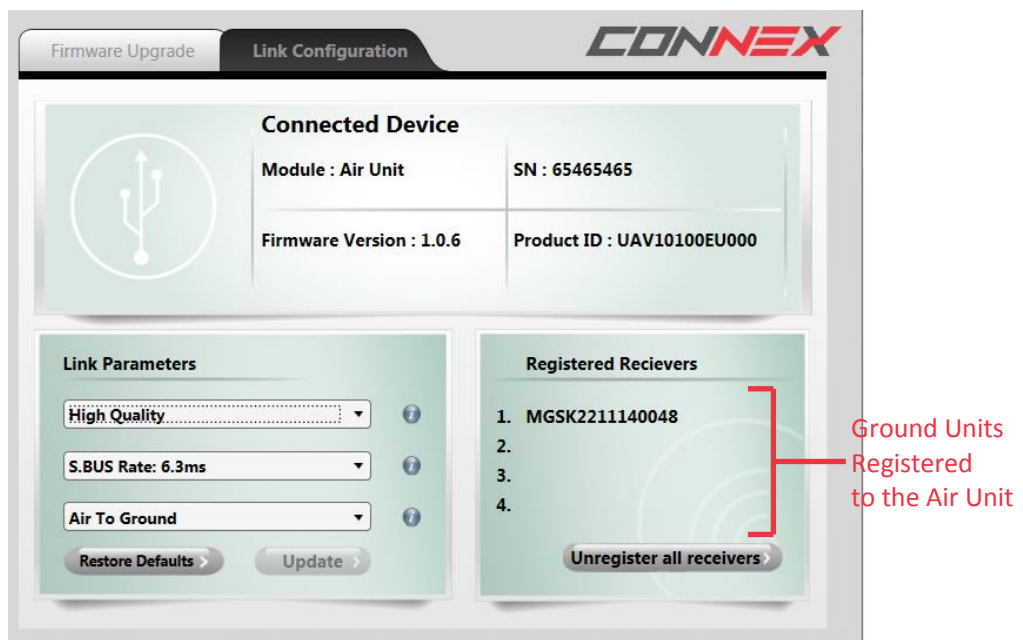 Firmware Upgrade
Link Configuration
CONNEX
Connected Device
Module : Air Unit
SN : 65465465
Firmware Version : 1.0.6
Product ID : UAV10100EU000
Link Parameters
High Quality
S.BUS Rate: 6.3ms
Air To Ground
Restore Defaults
Update
Registered Recievers
1. MGSK2211140048
2.
3.
4.
Unregister all receivers
Ground Units
Registered
to the Air Unit